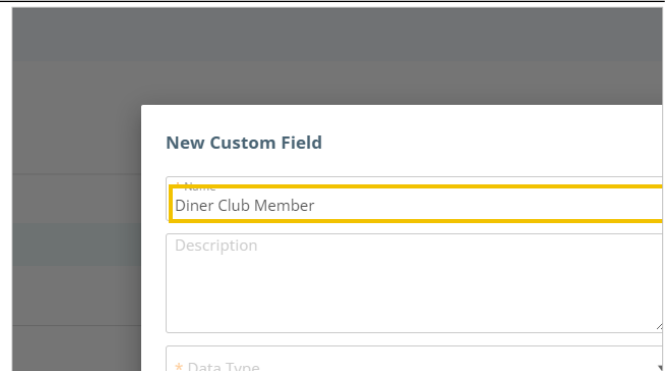 New Custom Field
* Name
Diner Club Member
Description
* Data Type